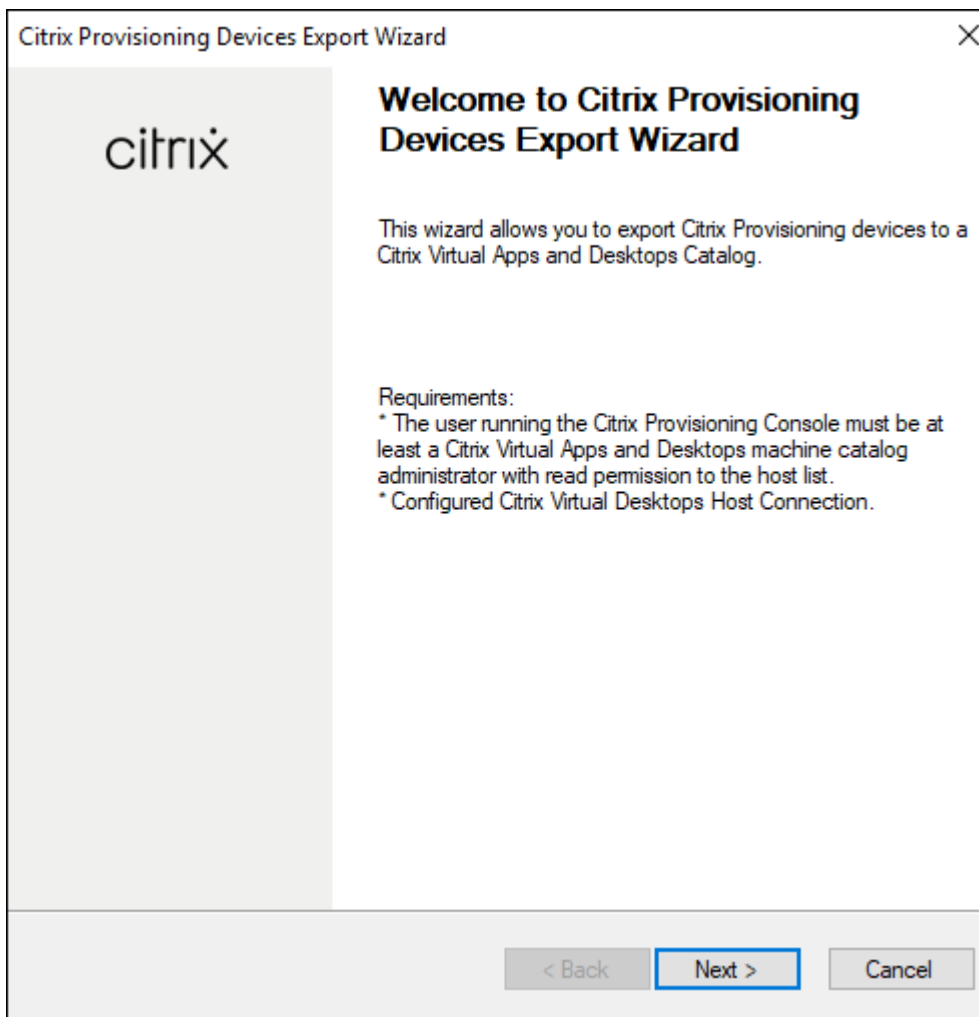 Citrix Provisioning Devices Export Wizard
citrix
Welcome to Citrix Provisioning
Devices Export Wizard
This wizard allows you to export Citrix Provisioning devices to a
Citrix Virtual Apps and Desktops Catalog.
Requirements:
* The user running the Citrix Provisioning Console must be at
least a Citrix Virtual Apps and Desktops machine catalog
administrator with read permission to the host list.
* Configured Citrix Virtual Desktops Host Connection.
< Back
Next >
Cancel